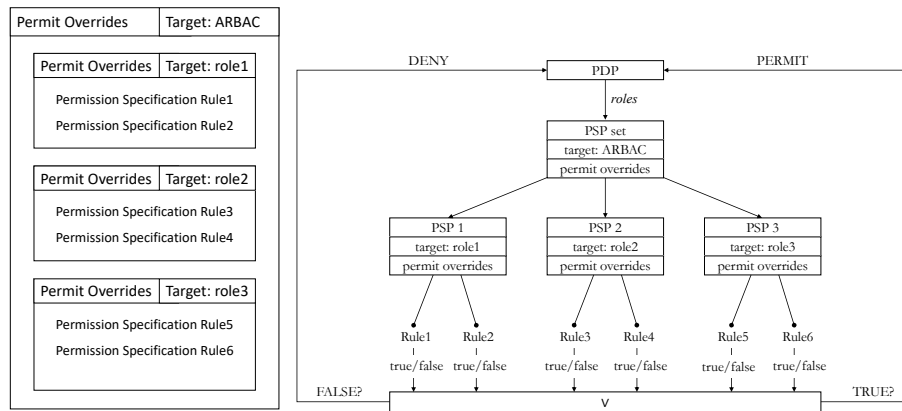 Permit Overrides Target: ARBAC
Permit Overrides Target: role1
Permission Specification Rule1
Permission Specification Rule2
Permit Overrides Target: role2
Permission Specification Rule3
Permission Specification Rule4
Permit Overrides Target: role3
Permission Specification Rule5
Permission Specification Rule6
DENY PERMIT
PDP
roles
PSP set
target: ARBAC
permit overrides
PSP 1 PSP 2 PSP 3
target: role1 target: role2 target: role3
permit overrides permit overrides permit overrides
Rule1 Rule2 Rule3 Rule4 Rule5 Rule6
true/false true/false true/false true/false true/false true/false
FALSE? TRUE?
∨